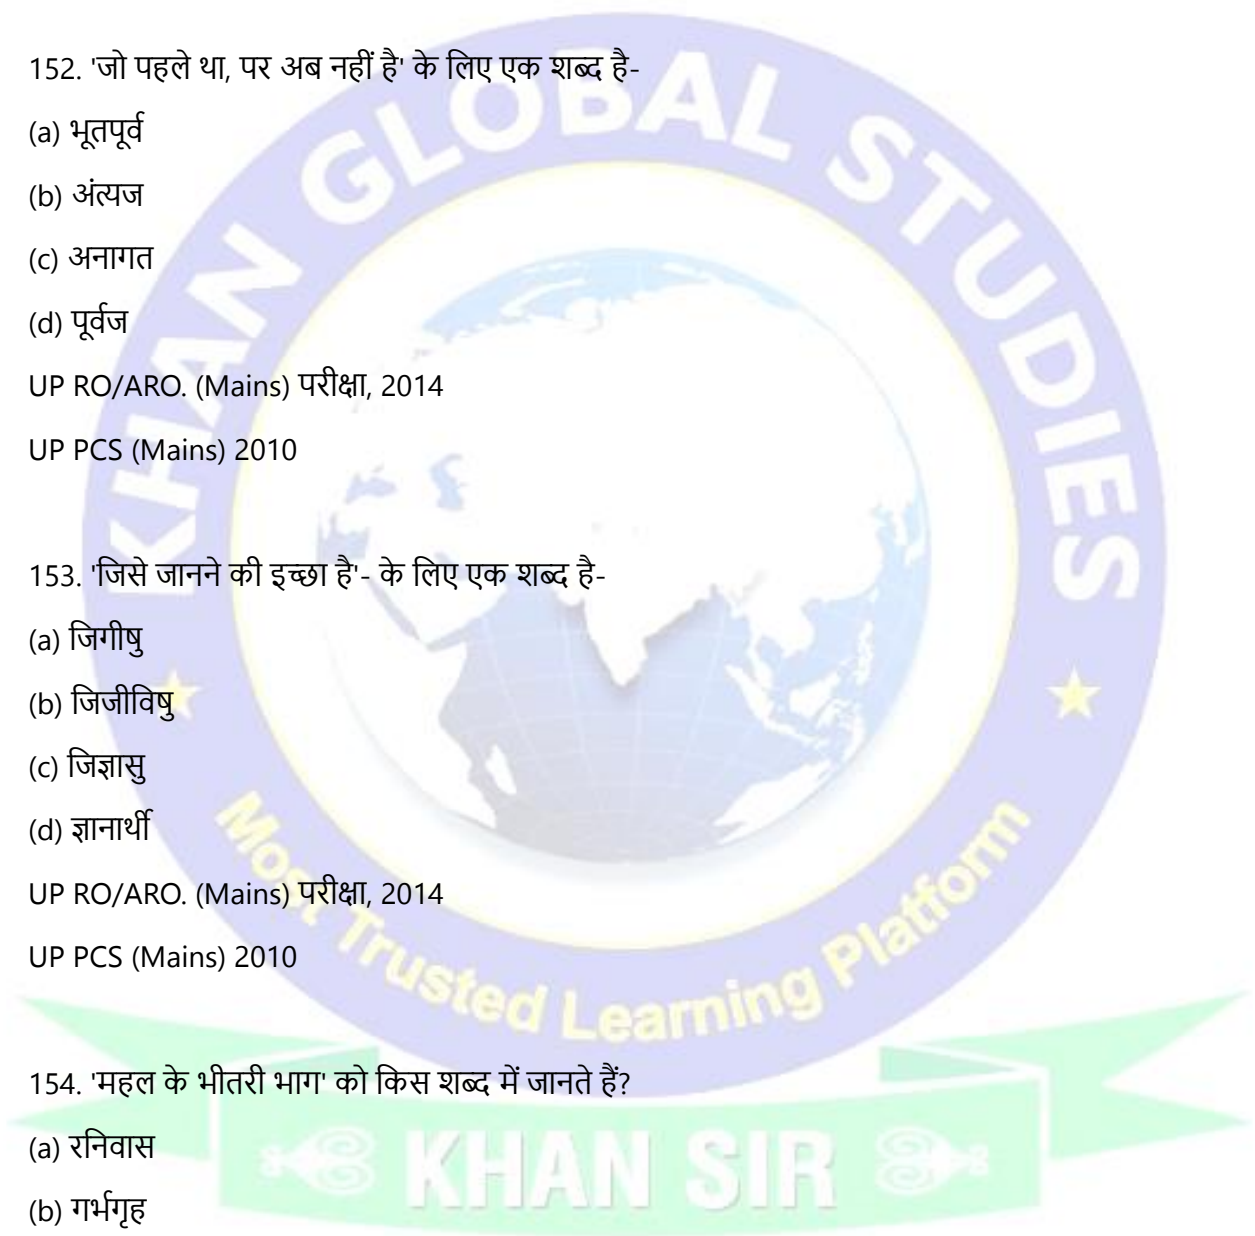 152. 'जो पहले था, पर अब नहीं है' के लिए एक शब्द है-
(a) भूतपूर्व
(b) अंत्यज
(c) अनागत
(d) पूर्वज
UP RO/ARO. (Mains) परीक्षा, 2014
UP PCS (Mains) 2010
153. 'जिसे जानने की इच्छा है'- के लिए एक शब्द है-
(a) जिगीषु
(b) जिजीविषु
(c) जिज्ञासु
(d) ज्ञानार्थी
UP RO/ARO. (Mains) परीक्षा, 2014
UP PCS (Mains) 2010
154. 'महल के भीतरी भाग' को किस शब्द में जानते हैं?
(a) रनिवास
(b) गर्भगृह
KHAN GLOBAL STUDIES
Most Trusted Learning Platform
KHAN SIR